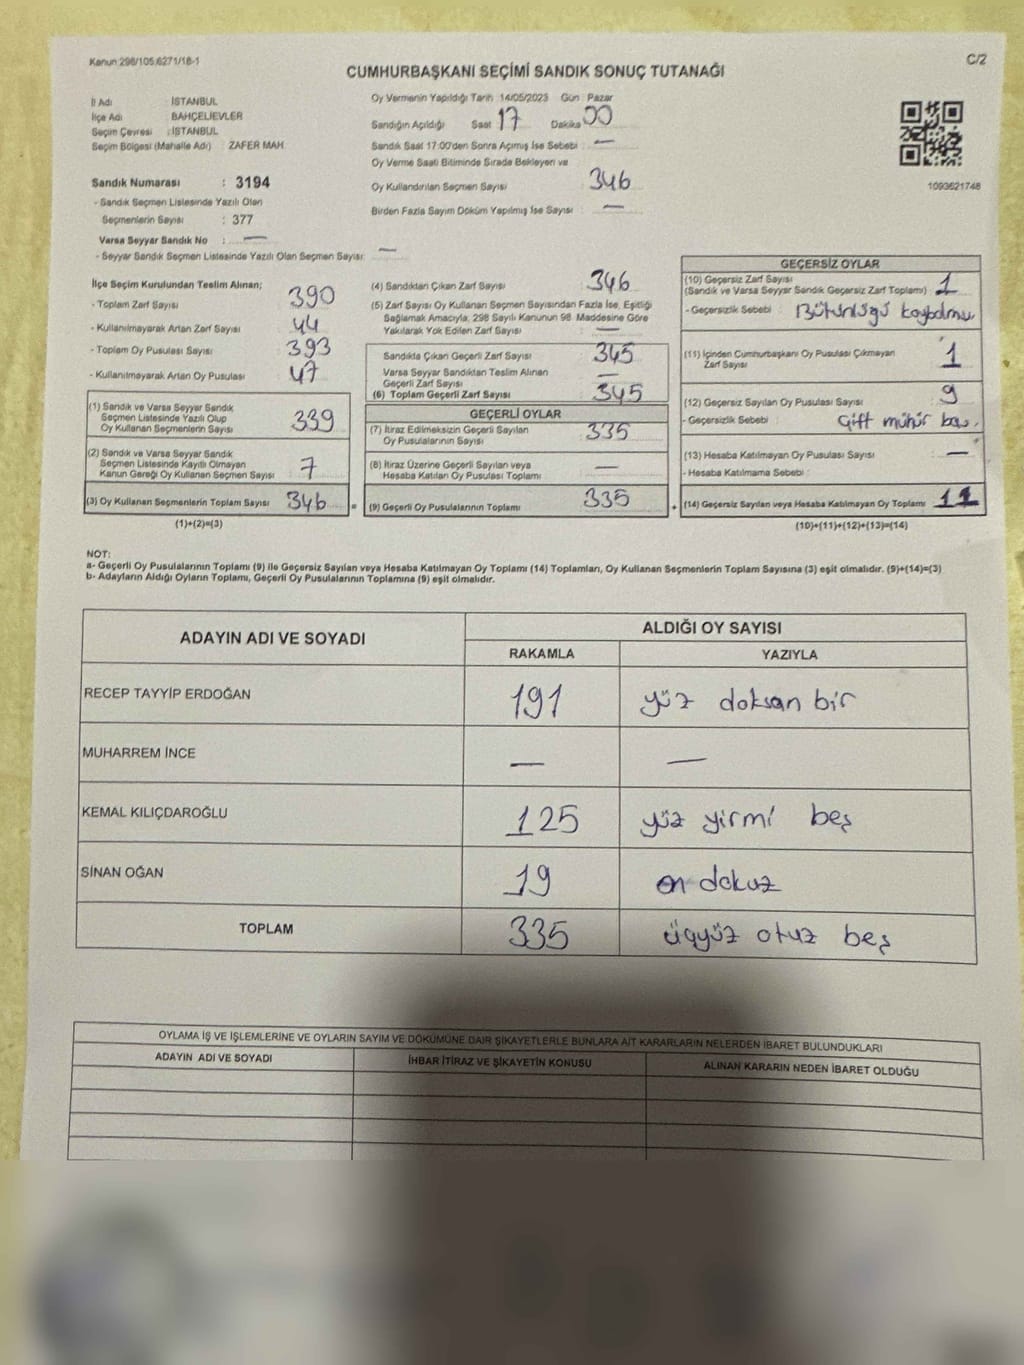 Kanun:298/105,6271/18-1
C/2
CUMHURBAŞKANI SEÇİMİ SANDIK SONUÇ TUTANAĞI
İl Adı : İSTANBUL
İlçe Adı : BAHÇELİEVLER
Seçim Çevresi : İSTANBUL
Seçim Bölgesi (Mahalle Adı) ZAFER MAH.
Sandık Numarası : 3194
- Sandık Seçmen Listesinde Yazılı Olan
Seçmenlerin Sayısı : 377
Varsa Seyyar Sandık No : —
- Seyyar Sandık Seçmen Listesinde Yazılı Olan Seçmen Sayısı: —
Oy Vermenin Yapıldığı Tarih 14/05/2023 Gün : Pazar
Sandığın Açıldığı Saat 17 Dakika 00
Sandık Saat 17:00'den Sonra Açımış İse Sebebi : —
Oy Verme Saati Bitiminde Sırada Bekleyen ve
Oy Kullandırılan Seçmen Sayısı 346
Birden Fazla Sayım Döküm Yapılmış İse Sayısı : —
1093621748
İlçe Seçim Kurulundan Teslim Alınan;
- Toplam Zarf Sayısı 390
- Kullanılmayarak Artan Zarf Sayısı 44
- Toplam Oy Pusulası Sayısı 393
- Kullanılmayarak Artan Oy Pusulası 47
(1) Sandık ve Varsa Seyyar Sandık
Seçmen Listesinde Yazılı Olup
Oy Kullanan Seçmenlerin Sayısı 339
(2) Sandık ve Varsa Seyyar Sandık
Seçmen Listesinde Kayıtlı Olmayan
Kanun Gereği Oy Kullanan Seçmen Sayısı 7
(3) Oy Kullanan Seçmenlerin Toplam Sayısı 346
(1)+(2)=(3)
(4) Sandıktan Çıkan Zarf Sayısı 346
(5) Zarf Sayısı Oy Kullanan Seçmen Sayısından Fazla İse, Eşitliği
Sağlamak Amacıyla; 298 Sayılı Kanunun 98. Maddesine Göre
Yakılarak Yok Edilen Zarf Sayısı : —
Sandıkta Çıkan Geçerli Zarf Sayısı 345
Varsa Seyyar Sandıktan Teslim Alınan
Geçerli Zarf Sayısı —
(6) Toplam Geçerli Zarf Sayısı 345
GEÇERLİ OYLAR
(7) İtiraz Edilmeksizin Geçerli Sayılan
Oy Pusulalarının Sayısı 335
(8) İtiraz Üzerine Geçerli Sayılan veya
Hesaba Katılan Oy Pusulası Toplamı —
= (9) Geçerli Oy Pusulalarının Toplamı 335
GEÇERSİZ OYLAR
(10) Geçersiz Zarf Sayısı
(Sandık ve Varsa Seyyar Sandık Geçersiz Zarf Toplamı) 1
- Geçersizlik Sebebi : Bütünlüğü kaybolmu
(11) İçinden Cumhurbaşkanı Oy Pusulası Çıkmayan
Zarf Sayısı 1
(12) Geçersiz Sayılan Oy Pusulası Sayısı 9
- Geçersizlik Sebebi : Çift mühür bas.
(13) Hesaba Katılmayan Oy Pusulası Sayısı —
- Hesaba Katılmama Sebebi :
+ (14) Geçersiz Sayılan veya Hesaba Katılmayan Oy Toplamı 11
(10)+(11)+(12)+(13)=(14)
NOT:
a- Geçerli Oy Pusulalarının Toplamı (9) ile Geçersiz Sayılan veya Hesaba Katılmayan Oy Toplamı (14) Toplamları, Oy Kullanan Seçmenlerin Toplam Sayısına (3) eşit olmalıdır. (9)+(14)=(3)
b- Adayların Aldığı Oyların Toplamı, Geçerli Oy Pusulalarının Toplamına (9) eşit olmalıdır.
ADAYIN ADI VE SOYADI
ALDIĞI OY SAYISI
RAKAMLA YAZIYLA
RECEP TAYYİP ERDOĞAN 191 yüz doksan bir
MUHARREM İNCE — —
KEMAL KILIÇDAROĞLU 125 yüz yirmi beş
SİNAN OĞAN 19 on dokuz
TOPLAM 335 üçyüz otuz beş
OYLAMA İŞ VE İŞLEMLERİNE VE OYLARIN SAYIM VE DÖKÜMÜNE DAİR ŞİKAYETLERLE BUNLARA AİT KARARLARIN NELERDEN İBARET BULUNDUKLARI
ADAYIN ADI VE SOYADI İHBAR İTİRAZ VE ŞİKAYETİN KONUSU ALINAN KARARIN NEDEN İBARET OLDUĞU